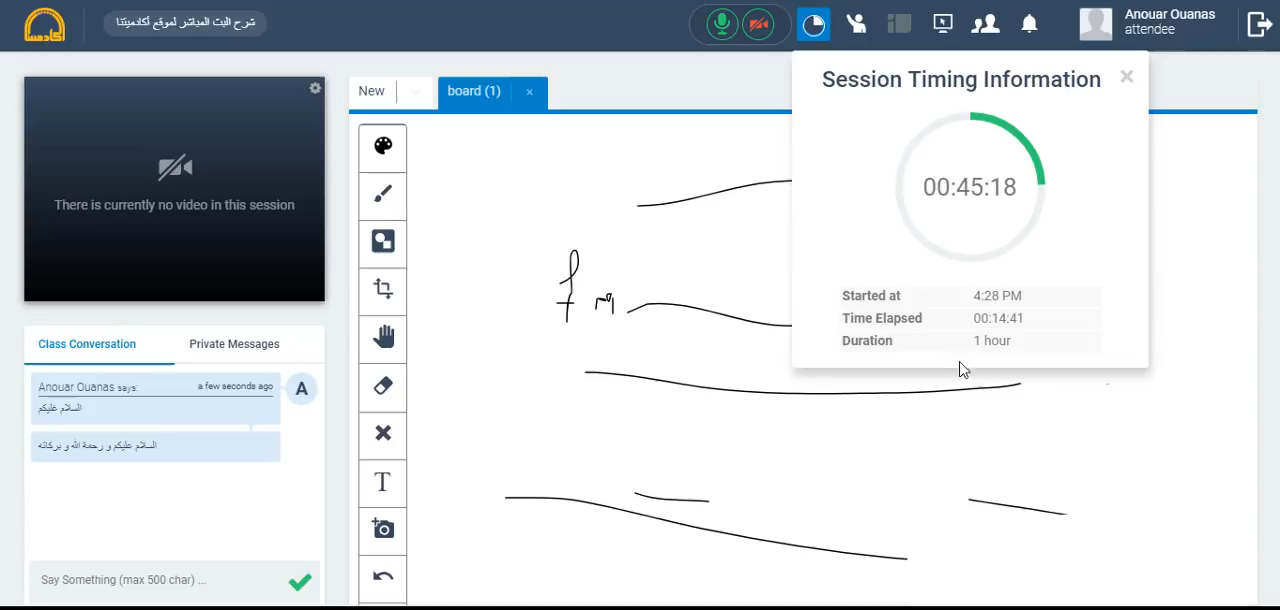 شرح البث المباشر لموقع أكاديميتنا
Anouar Ouanas
attendee
There is currently no video in this session
New
board (1)
Session Timing Information
00:45:18
Started at 4:28 PM
Time Elapsed 00:14:41
Duration 1 hour
Class Conversation Private Messages
Anouar Ouanas says: a few seconds ago
A
السلام عليكم
السلام عليكم و رحمة الله و بركاته
T
Say Something (max 500 char) ...